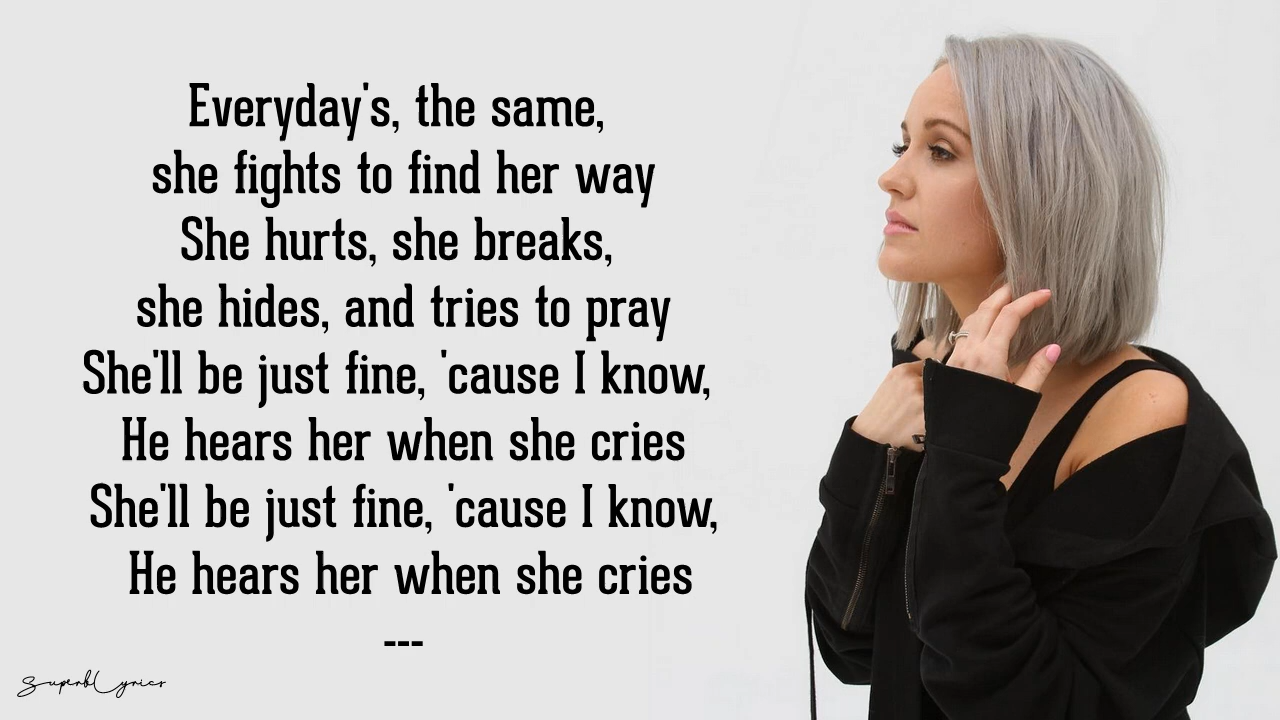 Everyday's, the same,
she fights to find her way
She hurts, she breaks,
she hides, and tries to pray
She'll be just fine, 'cause I know,
He hears her when she cries
She'll be just fine, 'cause I know,
He hears her when she cries
---
SuperbLyrics